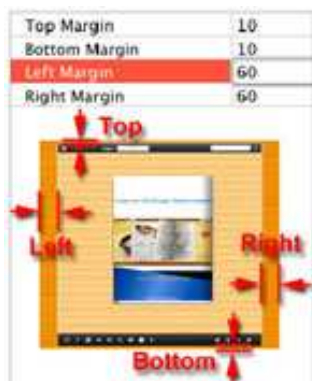 Top Margin 10
Bottom Margin 10
Left Margin 60
Right Margin 60
Top
Left
Right
Bottom